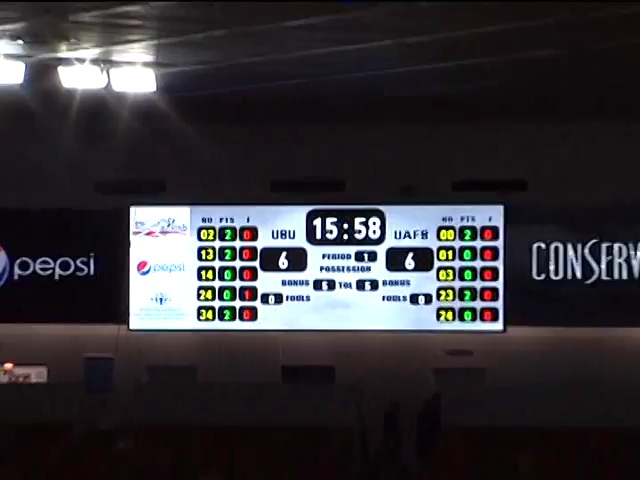 NO PTS F
02 2 0
13 2 0
14 0 0
24 0 1
34 2 0
pepsi
pepsi
UBU 15:58 UAFS
6 PERIOD 1 6
POSSESSION
BONUS 5 TOL 5 BONUS
0 FOULS FOULS 0
NO PTS F
00 2 0
01 0 0
03 0 0
23 2 0
24 0 0
CONSERV